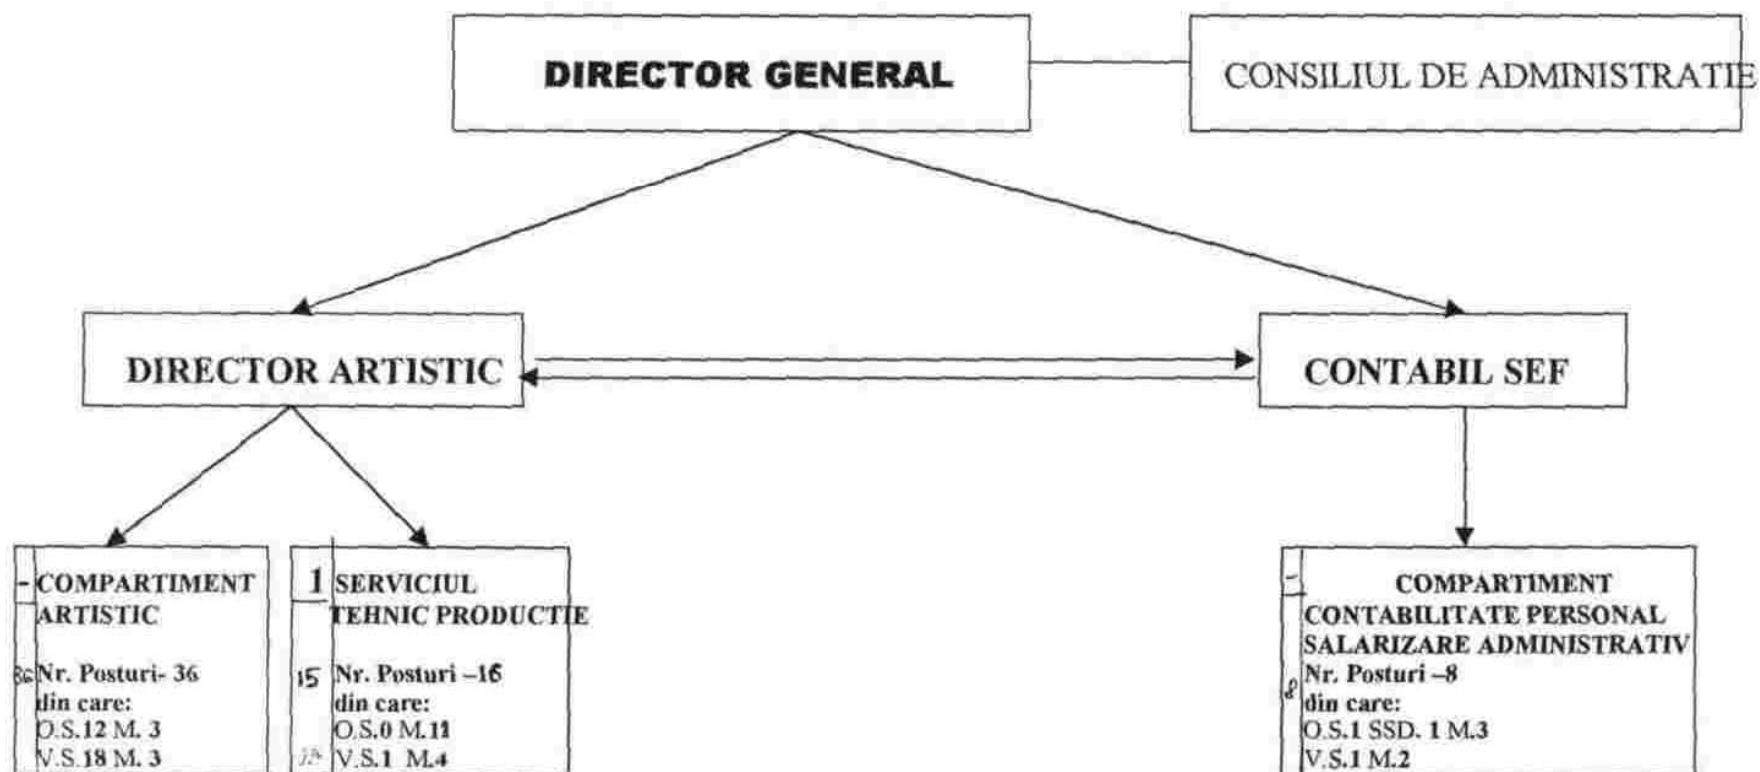 DIRECTOR GENERAL
CONSILIUL DE ADMINISTRATIE
DIRECTOR ARTISTIC
CONTABIL SEF
- COMPARTIMENT
ARTISTIC
36 Nr. Posturi- 36
din care:
O.S.12 M. 3
V.S.18 M. 3
1 SERVICIUL
TEHNIC PRODUCTIE
15 Nr. Posturi –
din care:
O.S.0 M.11
V.S.1 M.4
- COMPARTIMENT
CONTABILITATE PERSONAL
SALARIZARE ADMINISTRATIV
8 Nr. Posturi –8
din care:
O.S.1 SSD. 1 M.3
V.S.1 M.2